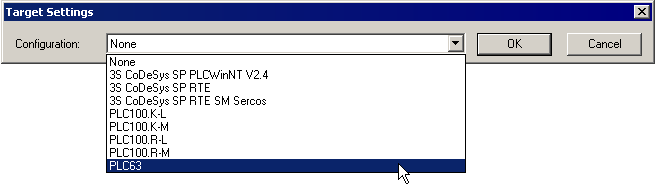 Target Settings
Configuration: None OK Cancel
None
3S CoDeSys SP PLCWinNT V2.4
3S CoDeSys SP RTE
3S CoDeSys SP RTE SM Sercos
PLC100.K-L
PLC100.K-M
PLC100.R-L
PLC100.R-M
PLC63